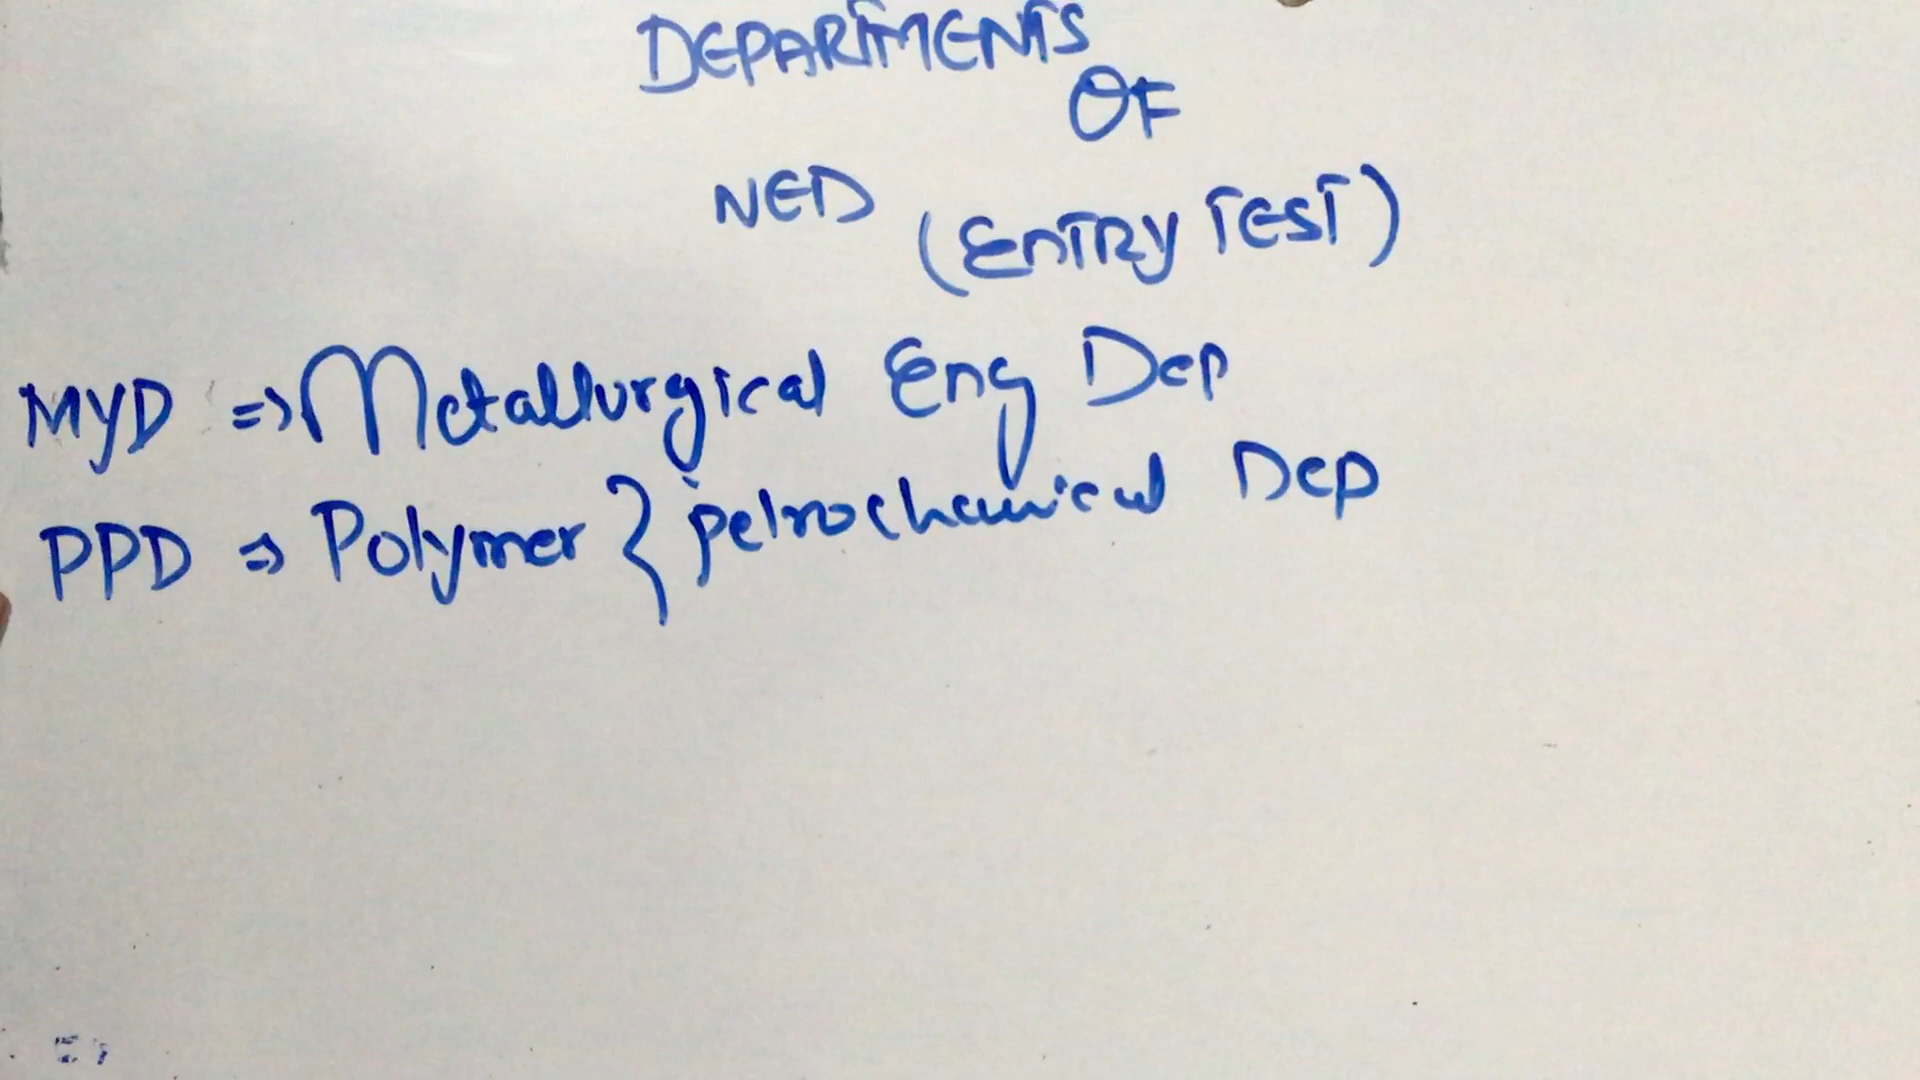 DEPARTMENTS
OF
NED (ENTRY TEST)
MYD => Metallurgical Eng Dep
PPD => Polymer } petrochemical Dep